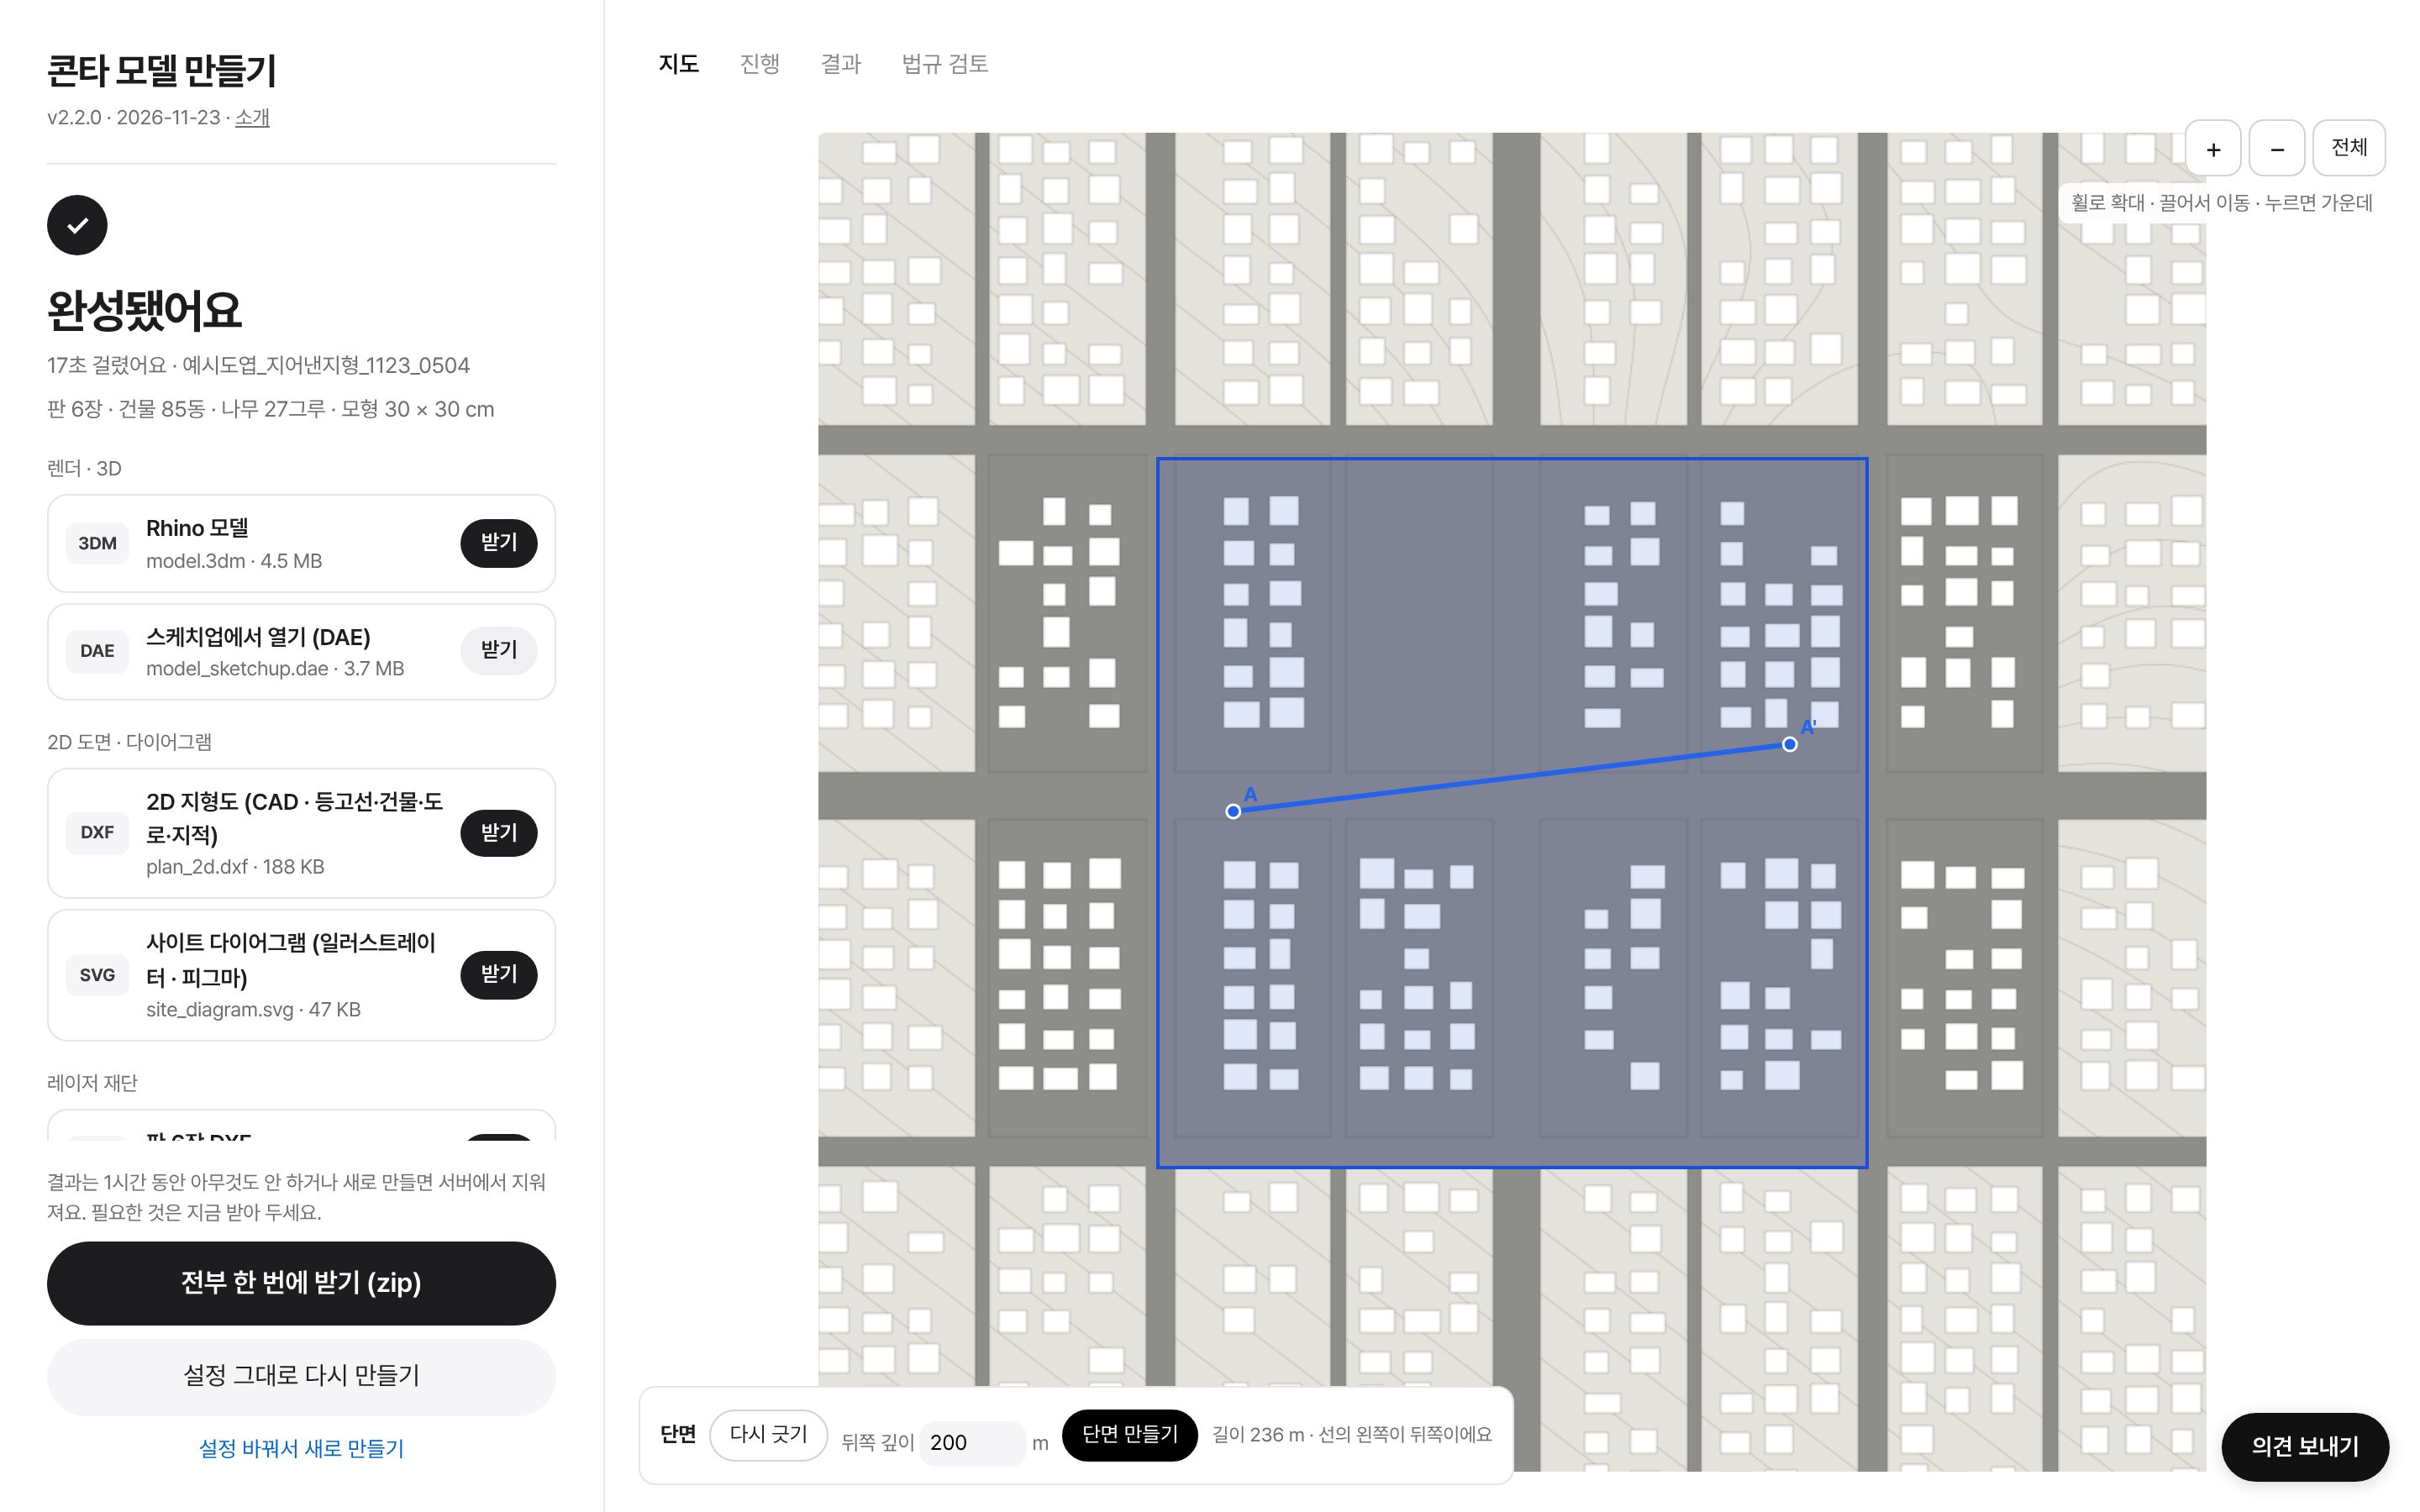 콘타 모델 만들기
v2.2.0 · 2026-11-23 · 소개
완성됐어요
17초 걸렸어요 · 예시도엽_지어낸지형_1123_0504
판 6장 · 건물 85동 · 나무 27그루 · 모형 30 × 30 cm
렌더 · 3D
3DM
Rhino 모델
model.3dm · 4.5 MB
받기
DAE
스케치업에서 열기 (DAE)
model_sketchup.dae · 3.7 MB
받기
2D 도면 · 다이어그램
DXF
2D 지형도 (CAD · 등고선·건물·도
로·지적)
plan_2d.dxf · 188 KB
받기
SVG
사이트 다이어그램 (일러스트레이
터 · 피그마)
site_diagram.svg · 47 KB
받기
레이저 재단
판 6장 DXF
결과는 1시간 동안 아무것도 안 하거나 새로 만들면 서버에서 지워
져요. 필요한 것은 지금 받아 두세요.
전부 한 번에 받기 (zip)
설정 그대로 다시 만들기
설정 바꿔서 새로 만들기
지도 진행 결과 법규 검토
+ − 전체
휠로 확대 · 끌어서 이동 · 누르면 가운데
A'
A
단면 다시 긋기 뒤쪽 깊이 200 m 단면 만들기 길이 236 m · 선의 왼쪽이 뒤쪽이에요
의견 보내기